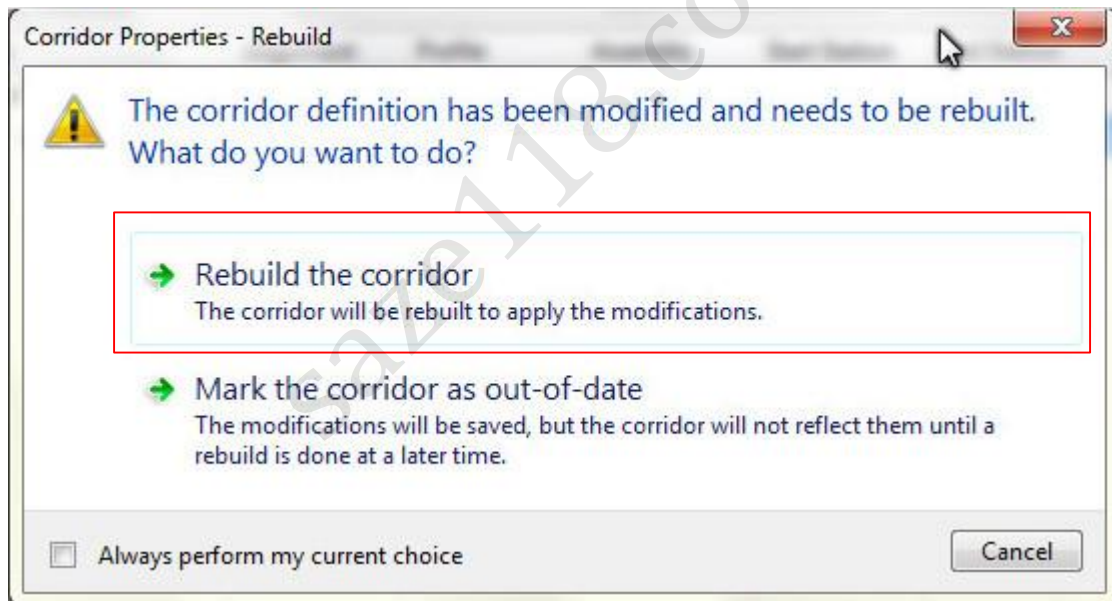 Corridor Properties - Rebuild
The corridor definition has been modified and needs to be rebuilt.
What do you want to do?
Rebuild the corridor
The corridor will be rebuilt to apply the modifications.
Mark the corridor as out-of-date
The modifications will be saved, but the corridor will not reflect them until a
rebuild is done at a later time.
Always perform my current choice
Cancel